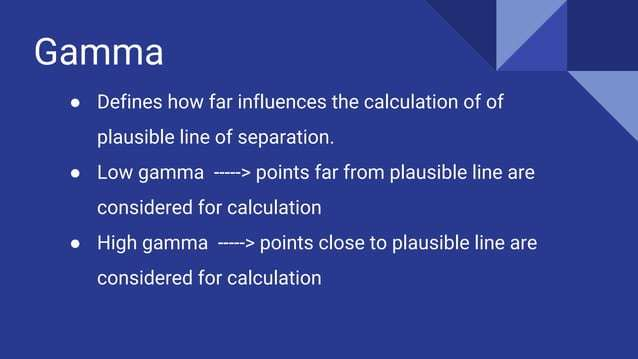 Gamma
● Defines how far influences the calculation of of
plausible line of separation.
● Low gamma -----> points far from plausible line are
considered for calculation
● High gamma -----> points close to plausible line are
considered for calculation